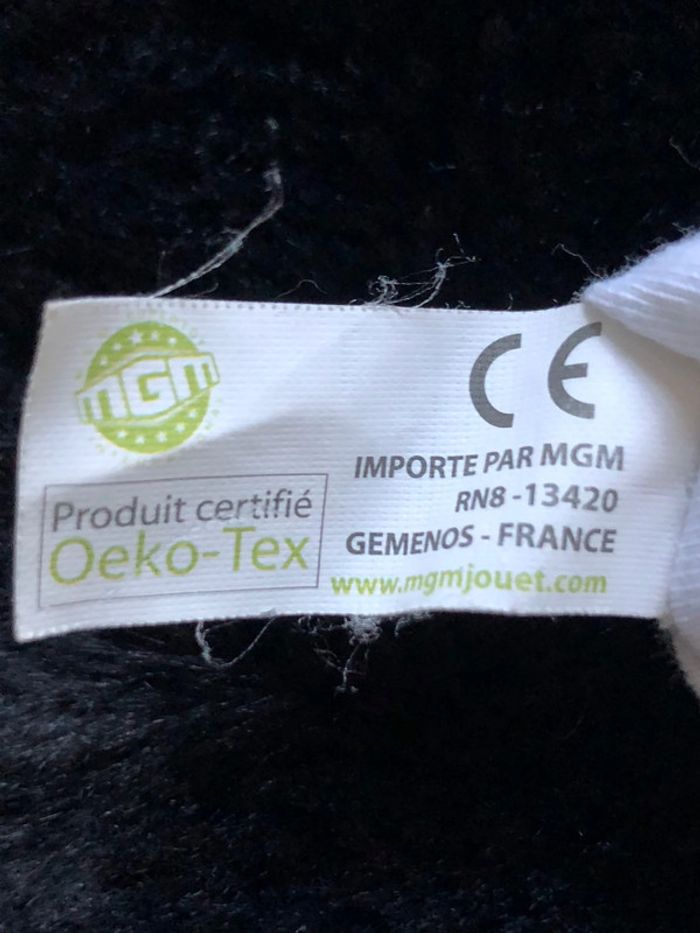 MGM
Produit certifié
Oeko-Tex
CE
IMPORTE PAR MGM
RN8 -13420
GEMENOS - FRANCE
www.mgmjouet.com